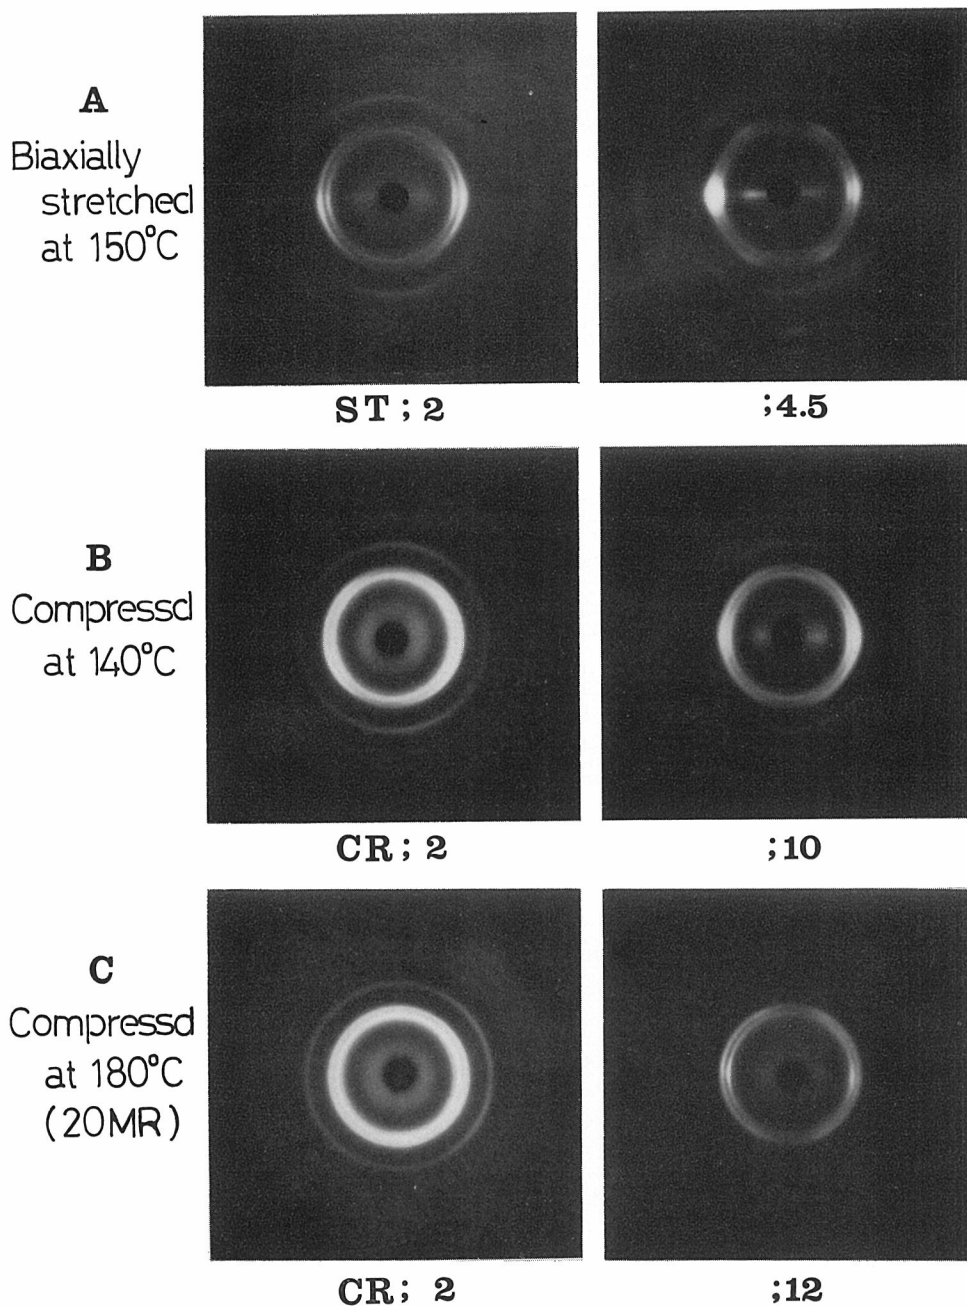 A
Biaxially
stretched
at 150°C
ST; 2
;4.5
B
Compressd
at 140°C
CR; 2
;10
C
Compressd
at 180°C
(20MR)
CR; 2
;12